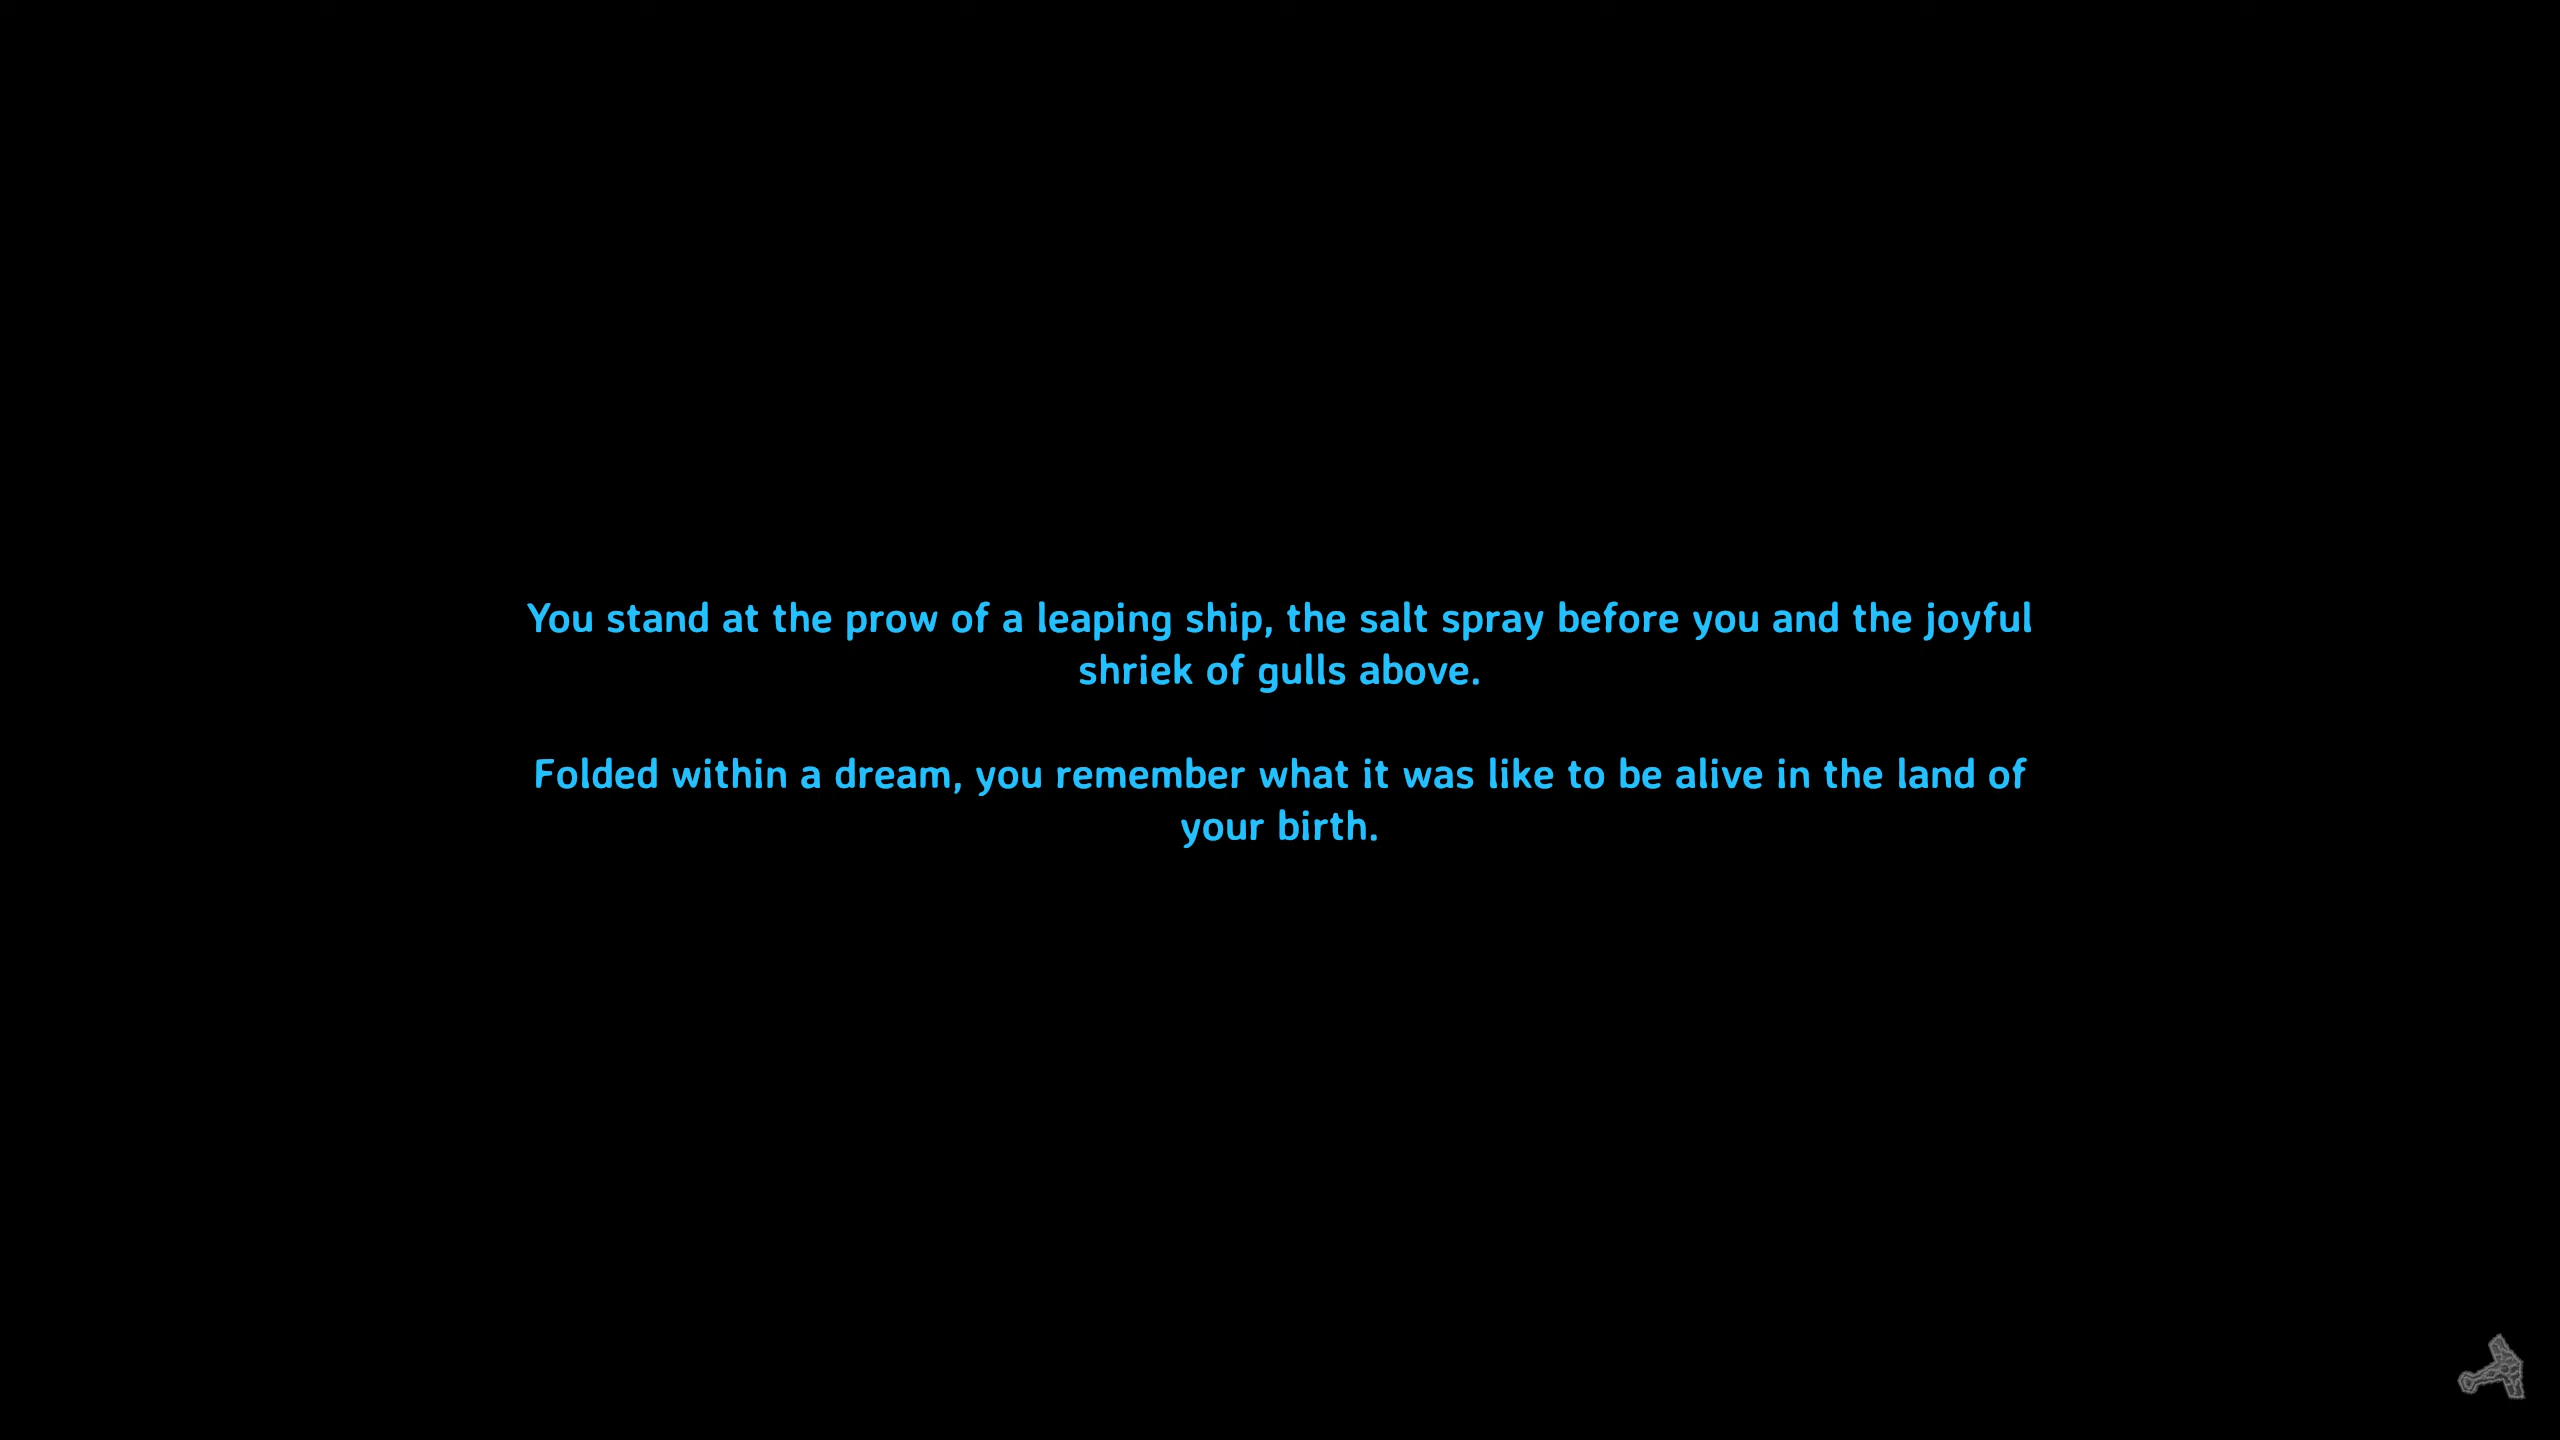 You stand at the prow of a leaping ship, the salt spray before you and the joyful
shriek of gulls above.
Folded within a dream, you remember what it was like to be alive in the land of
your birth.